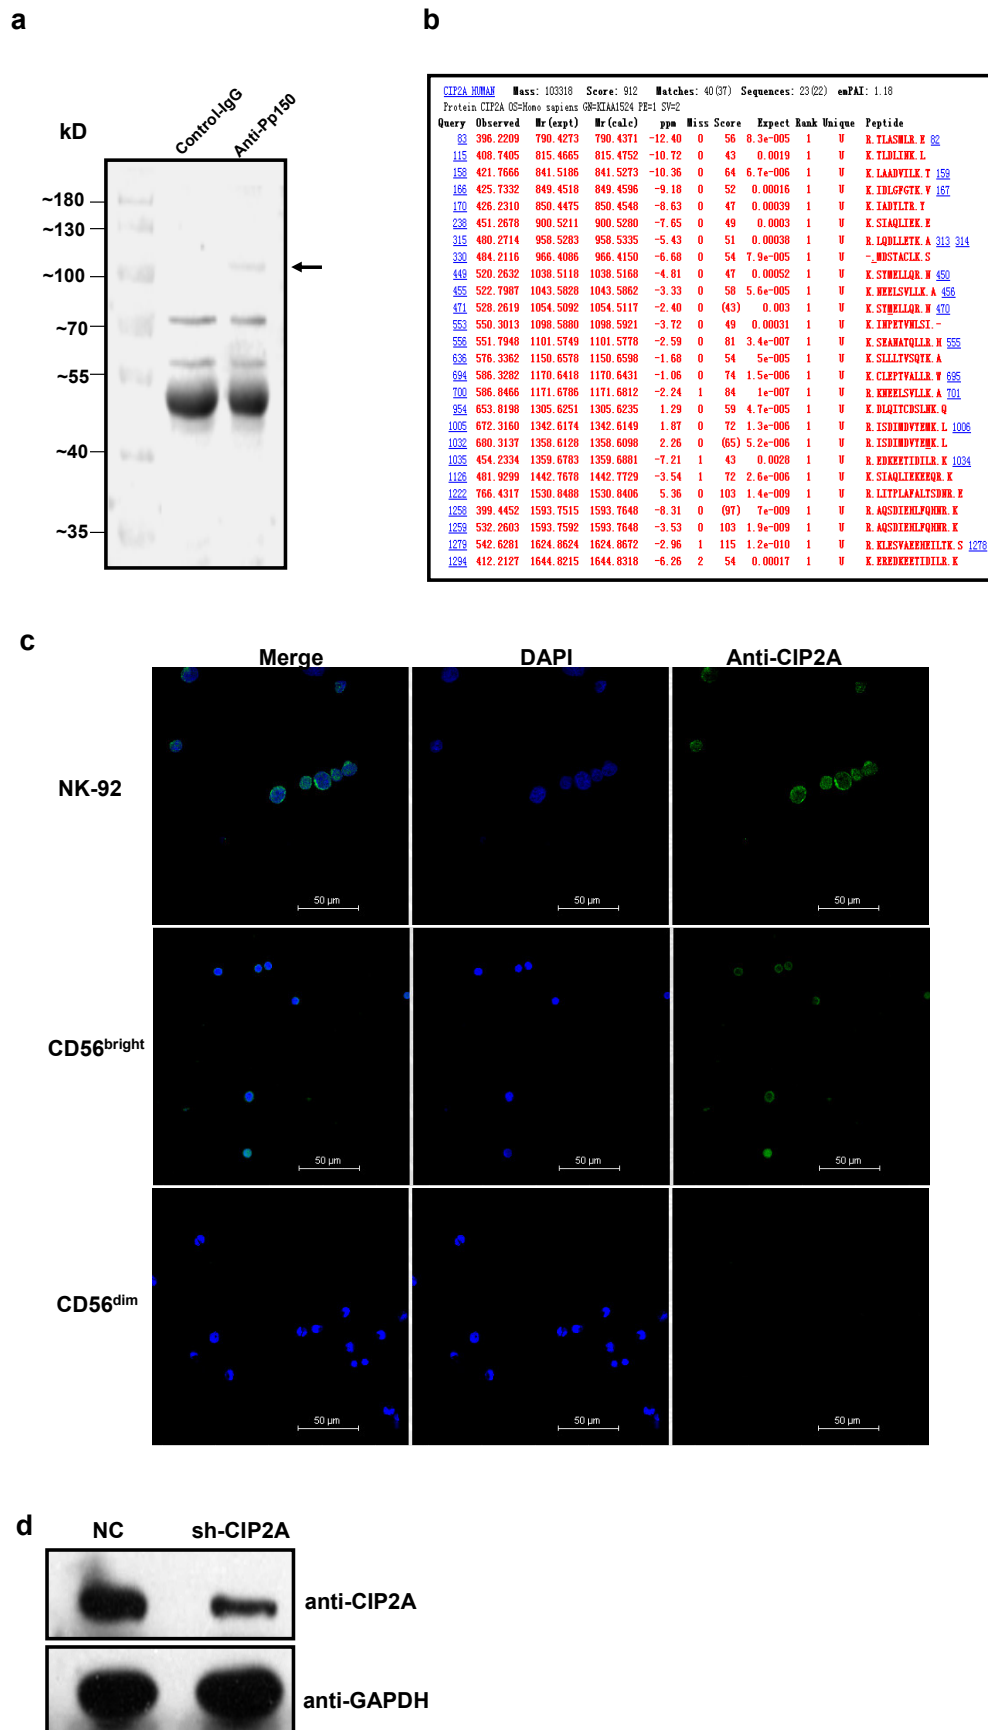 a
b
kD
Control-IgG
Anti-Pp150
~180
~130
~100
~70
~55
~40
~35
CIP2A HUMAN Mass: 103318 Score: 912 Matches: 40(37) Sequences: 23(22) emPAI: 1.18
Protein CIP2A OS=Homo sapiens GN=KIAA1524 PE=1 SV=2
Query Observed Mr(expt) Mr(calc) ppm Miss Score Expect Rank Unique Peptide
83 396.2209 790.4273 790.4371 -12.40 0 56 8.3e-005 1 U R.TLASMLR.E 82
115 408.7405 815.4665 815.4752 -10.72 0 43 0.0019 1 U K.TLDLINK.L
158 421.7666 841.5186 841.5273 -10.36 0 64 6.7e-006 1 U K.LAADVILK.T 159
166 425.7332 849.4518 849.4596 -9.18 0 52 0.00016 1 U K.IDLGFGTK.V 167
170 426.2310 850.4475 850.4548 -8.63 0 47 0.00039 1 U K.IADYLTR.Y
238 451.2678 900.5211 900.5280 -7.65 0 49 0.0003 1 U K.SIAQLIEK.E
315 480.2714 958.5283 958.5335 -5.43 0 51 0.00038 1 U R.LQDLLETK.A 313 314
330 484.2116 966.4086 966.4150 -6.68 0 54 7.9e-005 1 U -.MDSTACLK.S
449 520.2632 1038.5118 1038.5168 -4.81 0 47 0.00052 1 U K.SYMELLQR.N 450
455 522.7987 1043.5828 1043.5862 -3.33 0 58 5.6e-005 1 U K.NEELSVLLK.A 456
471 528.2619 1054.5092 1054.5117 -2.40 0 (43) 0.003 1 U K.SYMELLQR.N 470
553 550.3013 1098.5880 1098.5921 -3.72 0 49 0.00031 1 U K.INPETVNLSI.-
556 551.7948 1101.5749 1101.5778 -2.59 0 81 3.4e-007 1 U K.SEANATQLLR.H 555
636 576.3362 1150.6578 1150.6598 -1.68 0 54 5e-005 1 U K.SLLLTVSQTK.A
694 586.3282 1170.6418 1170.6431 -1.06 0 74 1.5e-006 1 U K.CLEPTVALLR.W 695
700 586.8466 1171.6786 1171.6812 -2.24 1 84 1e-007 1 U R.KNEELSVLLK.A 701
954 653.8198 1305.6251 1305.6235 1.29 0 59 4.7e-005 1 U K.DLQITCDSLNK.Q
1005 672.3160 1342.6174 1342.6149 1.87 0 72 1.3e-006 1 U R.ISDIMDVYEMK.L 1006
1032 680.3137 1358.6128 1358.6098 2.26 0 (65) 5.2e-006 1 U R.ISDIMDVYEMK.L
1035 454.2334 1359.6783 1359.6881 -7.21 1 43 0.0028 1 U R.EDKEETIDILR.K 1034
1126 481.9299 1442.7678 1442.7729 -3.54 1 72 2.6e-006 1 U K.SIAQLIEKEEQR.K
1222 766.4317 1530.8488 1530.8406 5.36 0 103 1.4e-009 1 U R.LITPLAFALTSDNR.E
1258 399.4452 1593.7515 1593.7648 -8.31 0 (97) 7e-009 1 U R.AQSDIEHLFQHNR.K
1259 532.2603 1593.7592 1593.7648 -3.53 0 103 1.9e-009 1 U R.AQSDIEHLFQHNR.K
1279 542.6281 1624.8624 1624.8672 -2.96 1 115 1.2e-010 1 U R.KLESVAEEHEILTK.S 1278
1294 412.2127 1644.8215 1644.8318 -6.26 2 54 0.00017 1 U K.EREDKEETIDILR.K
c
Merge DAPI Anti-CIP2A
NK-92
50 µm 50 µm 50 µm
CD56bright
50 µm 50 µm 50 µm
CD56dim
50 µm 50 µm 50 µm
d
NC sh-CIP2A
anti-CIP2A
anti-GAPDH